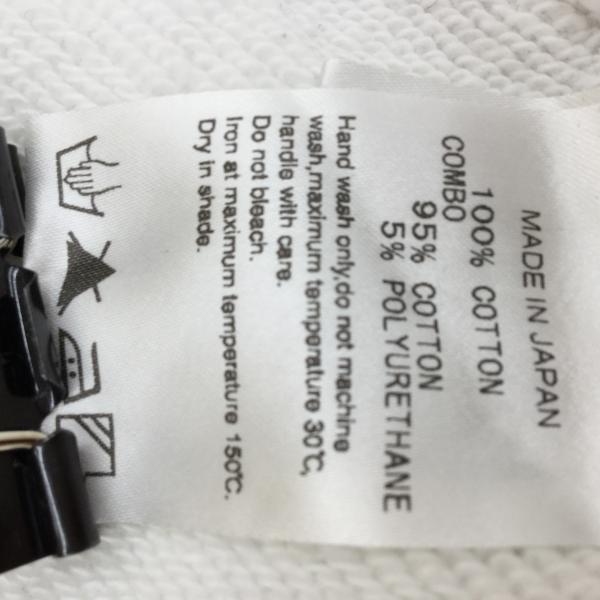 MADE IN JAPAN
100% COTTON
COMBO
95% COTTON
5% POLYURETHANE
Hand wash only,do not machine
wash,maximum temperature 30℃,
handle with care.
Do not bleach.
Iron at maximum temperature 150℃.
Dry in shade.